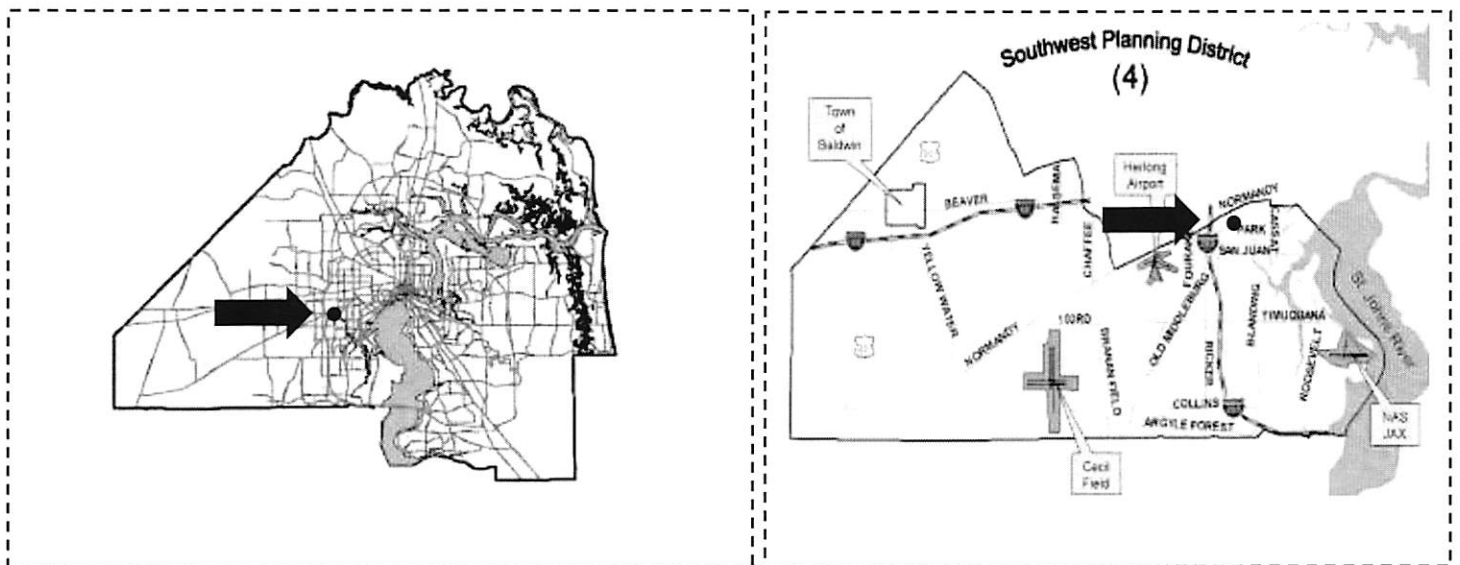 Southwest Planning District
(4)
Town
of
Baldwin
Herlong
Airport
BEAVER
HALSEMA
CHAFFEE
NORMANDY
CASSAT
PARK
SAN JUAN
FOURAKER
YELLOW WATER
NORMANDY
103RD
BRANAN FIELD
OLD MIDDLEBURG
RICKER
BLANDING
TIMUQUANA
ROOSEVELT
St. Johns River
COLLINS
ARGYLE FOREST
Cecil
Field
NAS
JAX